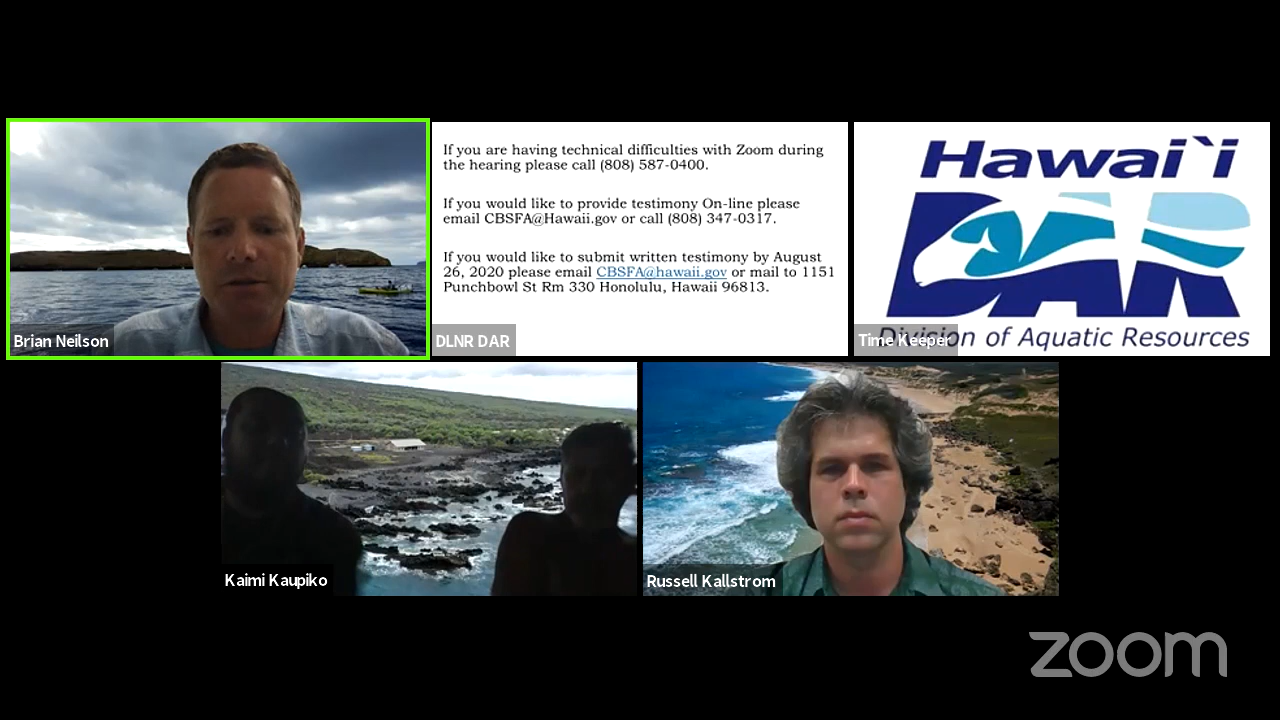 If you are having technical difficulties with Zoom during
the hearing please call (808) 587-0400.
If you would like to provide testimony On-line please
email CBSFA@Hawaii.gov or call (808) 347-0317.
If you would like to submit written testimony by August
26, 2020 please email CBSFA@hawaii.gov or mail to 1151
Punchbowl St Rm 330 Honolulu, Hawaii 96813.
Hawai`i
DAR
Division of Aquatic Resources
Brian Neilson
DLNR DAR
Time Keeper
Kaimi Kaupiko
Russell Kallstrom
zoom